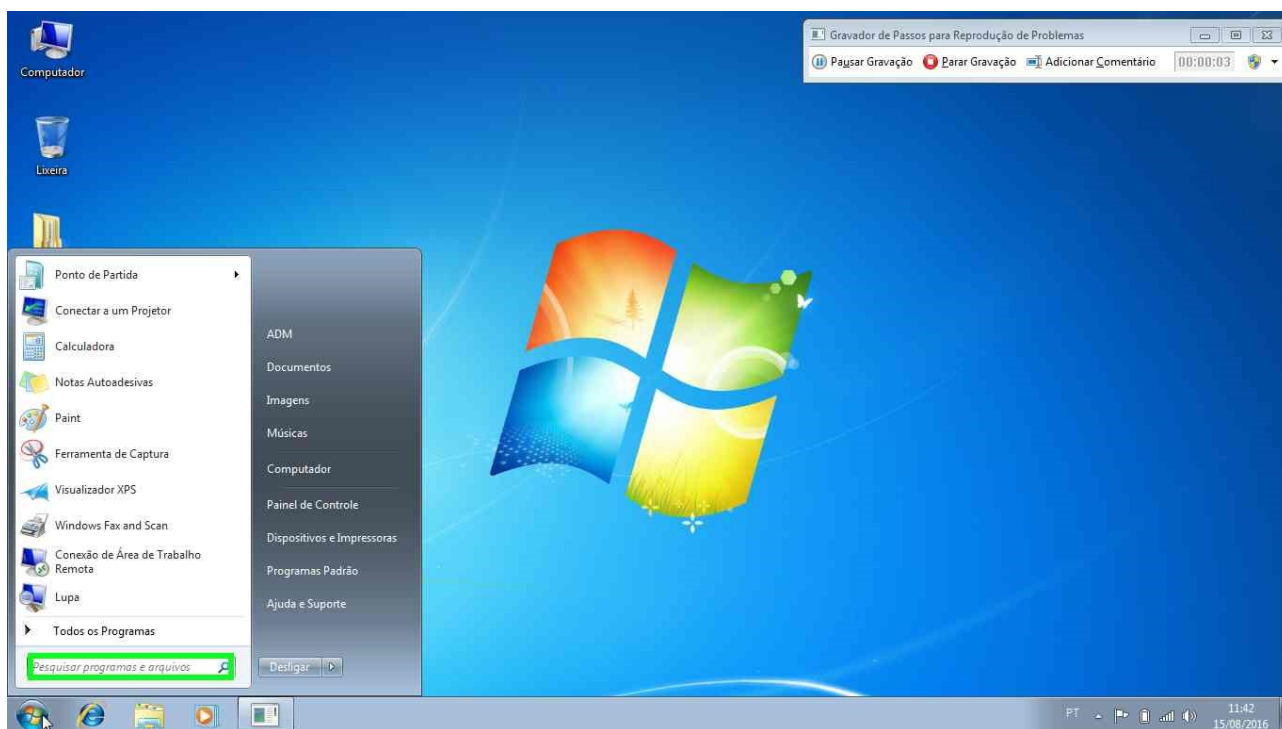 Computador
Lixeira
Gravador de Passos para Reprodução de Problemas
Pausar Gravação Parar Gravação Adicionar Comentário 00:00:03
Ponto de Partida
Conectar a um Projetor
Calculadora
Notas Autoadesivas
Paint
Ferramenta de Captura
Visualizador XPS
Windows Fax and Scan
Conexão de Área de Trabalho
Remota
Lupa
Todos os Programas
Pesquisar programas e arquivos
ADM
Documentos
Imagens
Músicas
Computador
Painel de Controle
Dispositivos e Impressoras
Programas Padrão
Ajuda e Suporte
Desligar
PT
11:42
15/08/2016